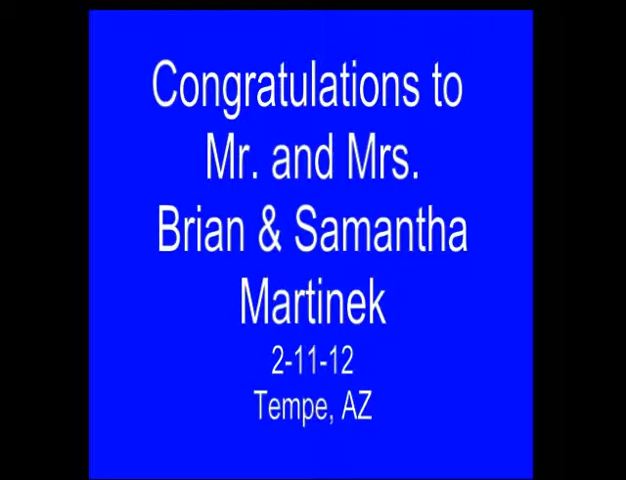 Congratulations to
Mr. and Mrs.
Brian & Samantha
Martinek
2-11-12
Tempe, AZ